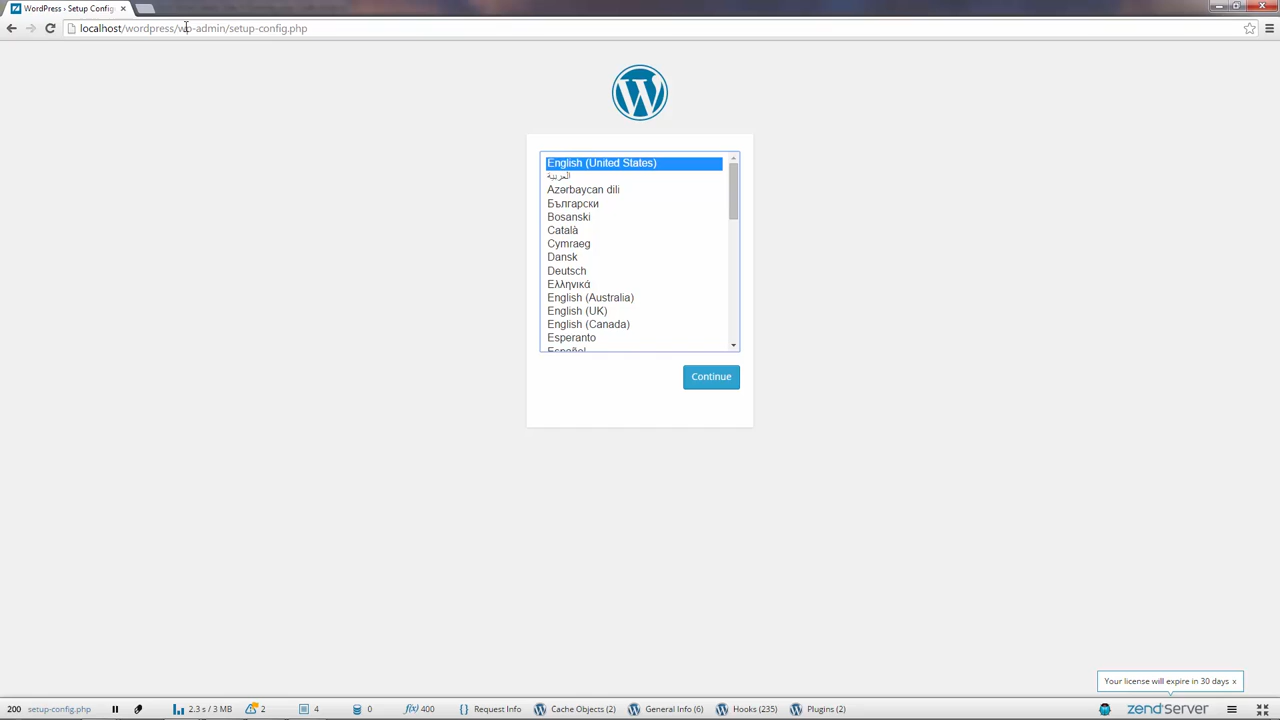 WordPress › Setup Config
localhost/wordpress/wp-admin/setup-config.php
English (United States)
العربية
Azərbaycan dili
Български
Bosanski
Català
Cymraeg
Dansk
Deutsch
Ελληνικά
English (Australia)
English (UK)
English (Canada)
Esperanto
Español
Continue
Your license will expire in 30 days x
200 setup-config.php 2.3 s / 3 MB 2 4 0 f(x) 400 { } Request Info Cache Objects (2) General Info (6) Hooks (235) Plugins (2) zendServer